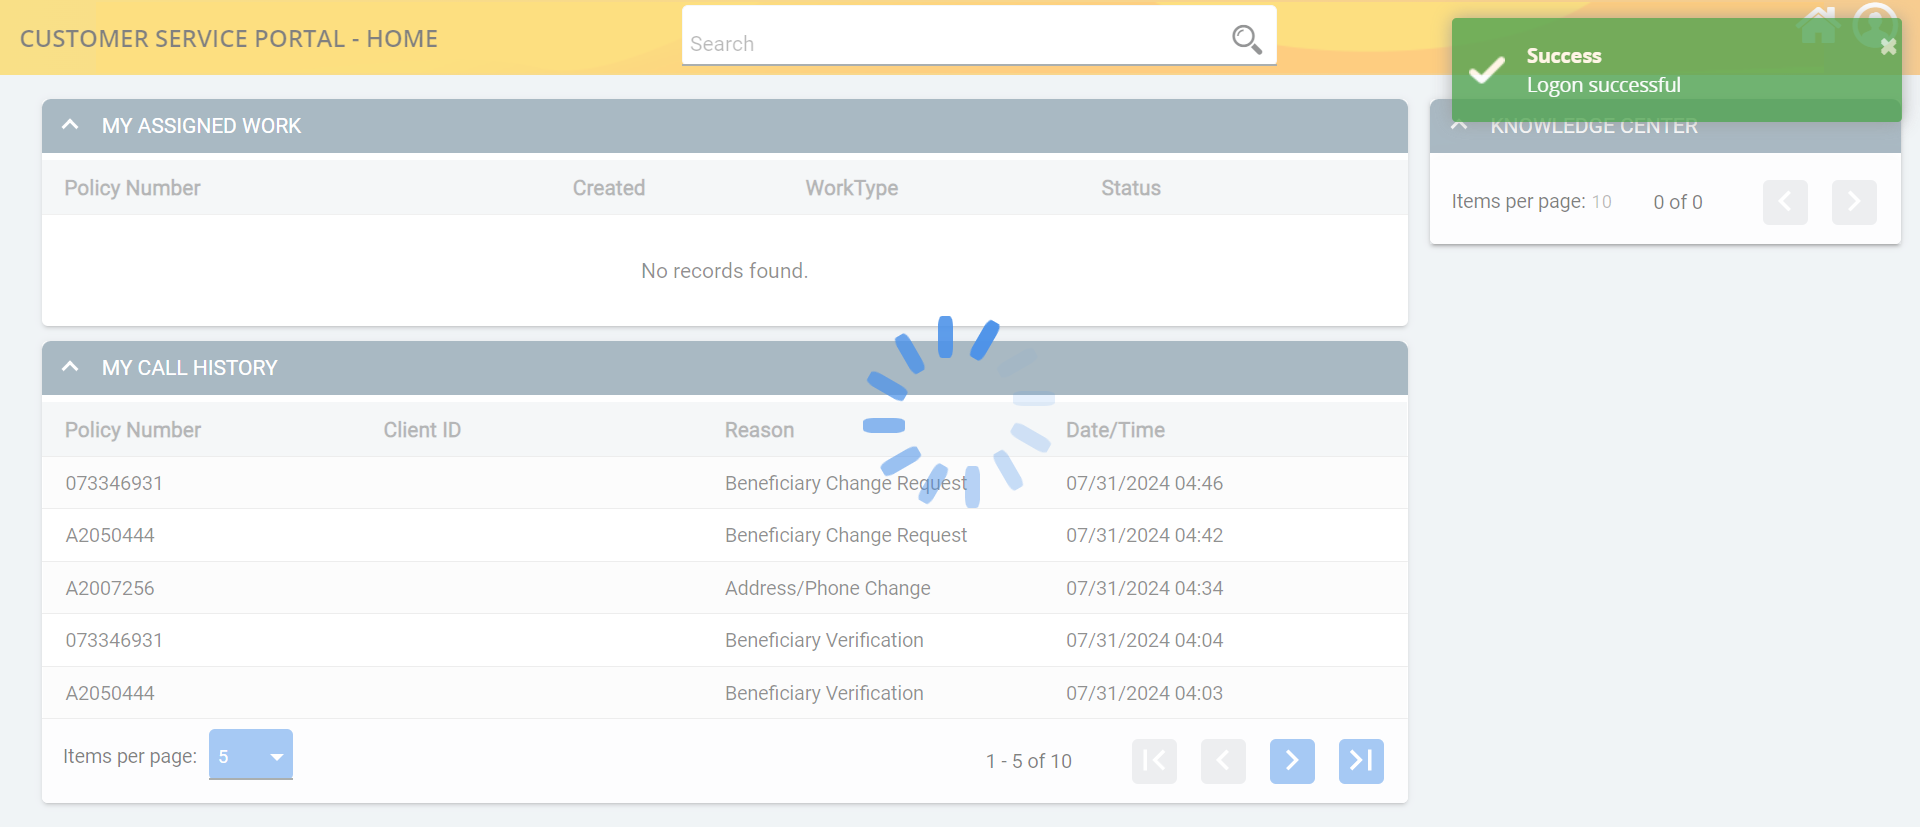 CUSTOMER SERVICE PORTAL - HOME
Search
Success
Logon successful
MY ASSIGNED WORK
Policy Number Created WorkType Status
No records found.
KNOWLEDGE CENTER
Items per page: 10 0 of 0
MY CALL HISTORY
Policy Number Client ID Reason Date/Time
073346931 Beneficiary Change Request 07/31/2024 04:46
A2050444 Beneficiary Change Request 07/31/2024 04:42
A2007256 Address/Phone Change 07/31/2024 04:34
073346931 Beneficiary Verification 07/31/2024 04:04
A2050444 Beneficiary Verification 07/31/2024 04:03
Items per page: 5 1 - 5 of 10